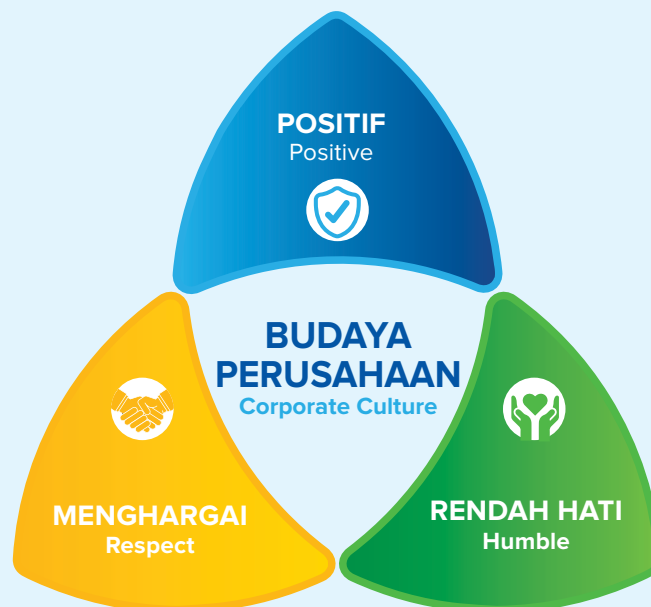 POSITIF
Positive
BUDAYA
PERUSAHAAN
Corporate Culture
MENGHARGAI
Respect
RENDAH HATI
Humble